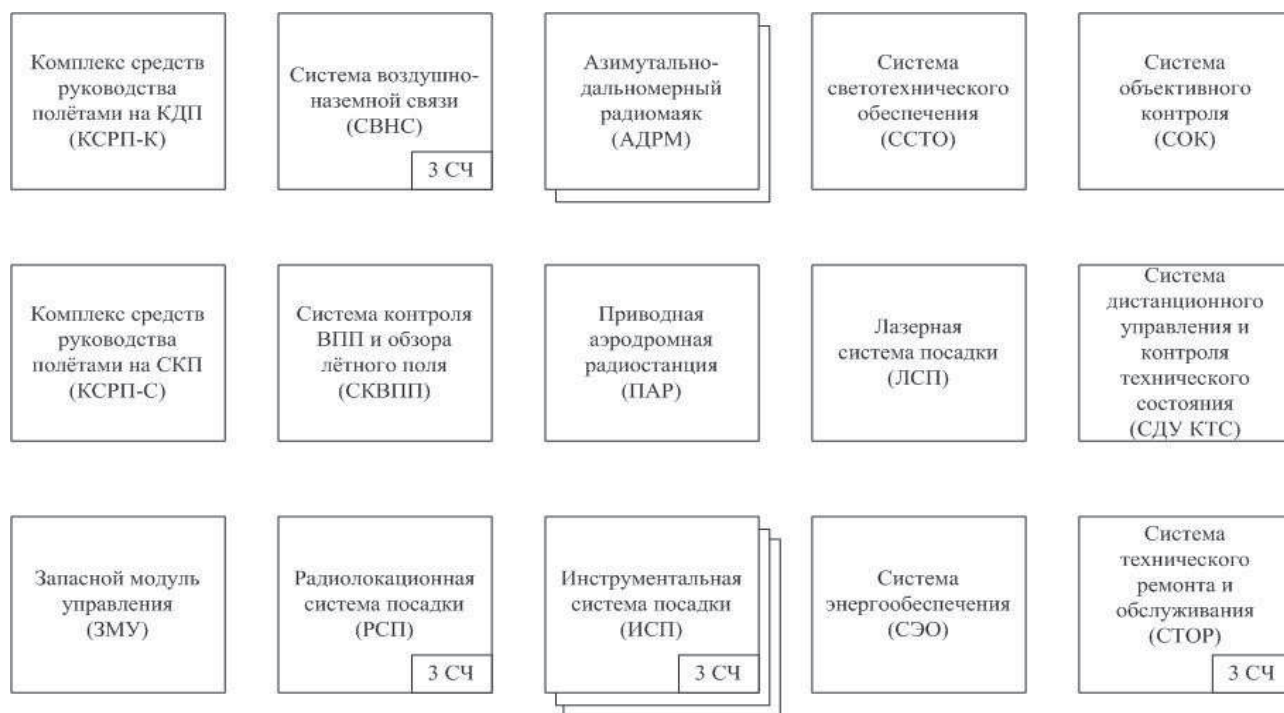 Комплекс средств
руководства
полётами на КДП
(КСРП-К)
Система воздушно-
наземной связи
(СВНС)
3 СЧ
Азимутально-
дальномерный
радиомаяк
(АДРМ)
Система
светотехнического
обеспечения
(ССТО)
Система
объективного
контроля
(СОК)
Комплекс средств
руководства
полётами на СКП
(КСРП-С)
Система контроля
ВПП и обзора
лётного поля
(СКВПП)
Приводная
аэродромная
радиостанция
(ПАР)
Лазерная
система посадки
(ЛСП)
Система
дистанционного
управления и
контроля
технического
состояния
(СДУ КТС)
Запасной модуль
управления
(ЗМУ)
Радиолокационная
система посадки
(РСП)
3 СЧ
Инструментальная
система посадки
(ИСП)
3 СЧ
Система
энергообеспечения
(СЭО)
Система
технического
ремонта и
обслуживания
(СТОР)
3 СЧ